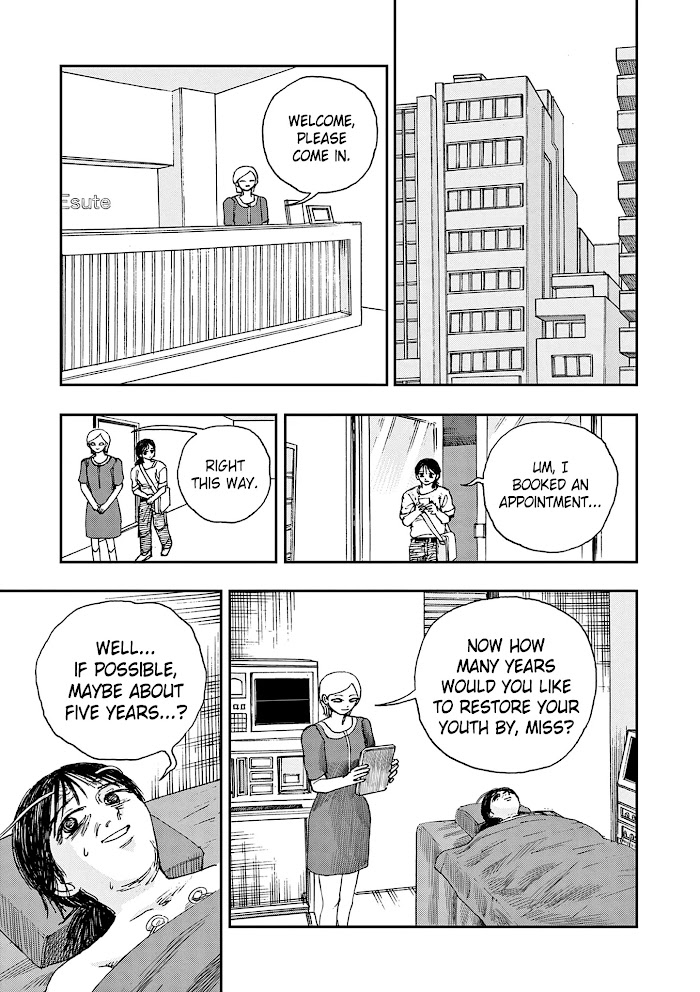 WELCOME,
PLEASE
COME IN.
Esute
UM, I
BOOKED AN
APPOINTMENT...
RIGHT
THIS WAY.
NOW HOW
MANY YEARS
WOULD YOU LIKE
TO RESTORE YOUR
YOUTH BY, MISS?
WELL...
IF POSSIBLE,
MAYBE ABOUT
FIVE YEARS...?